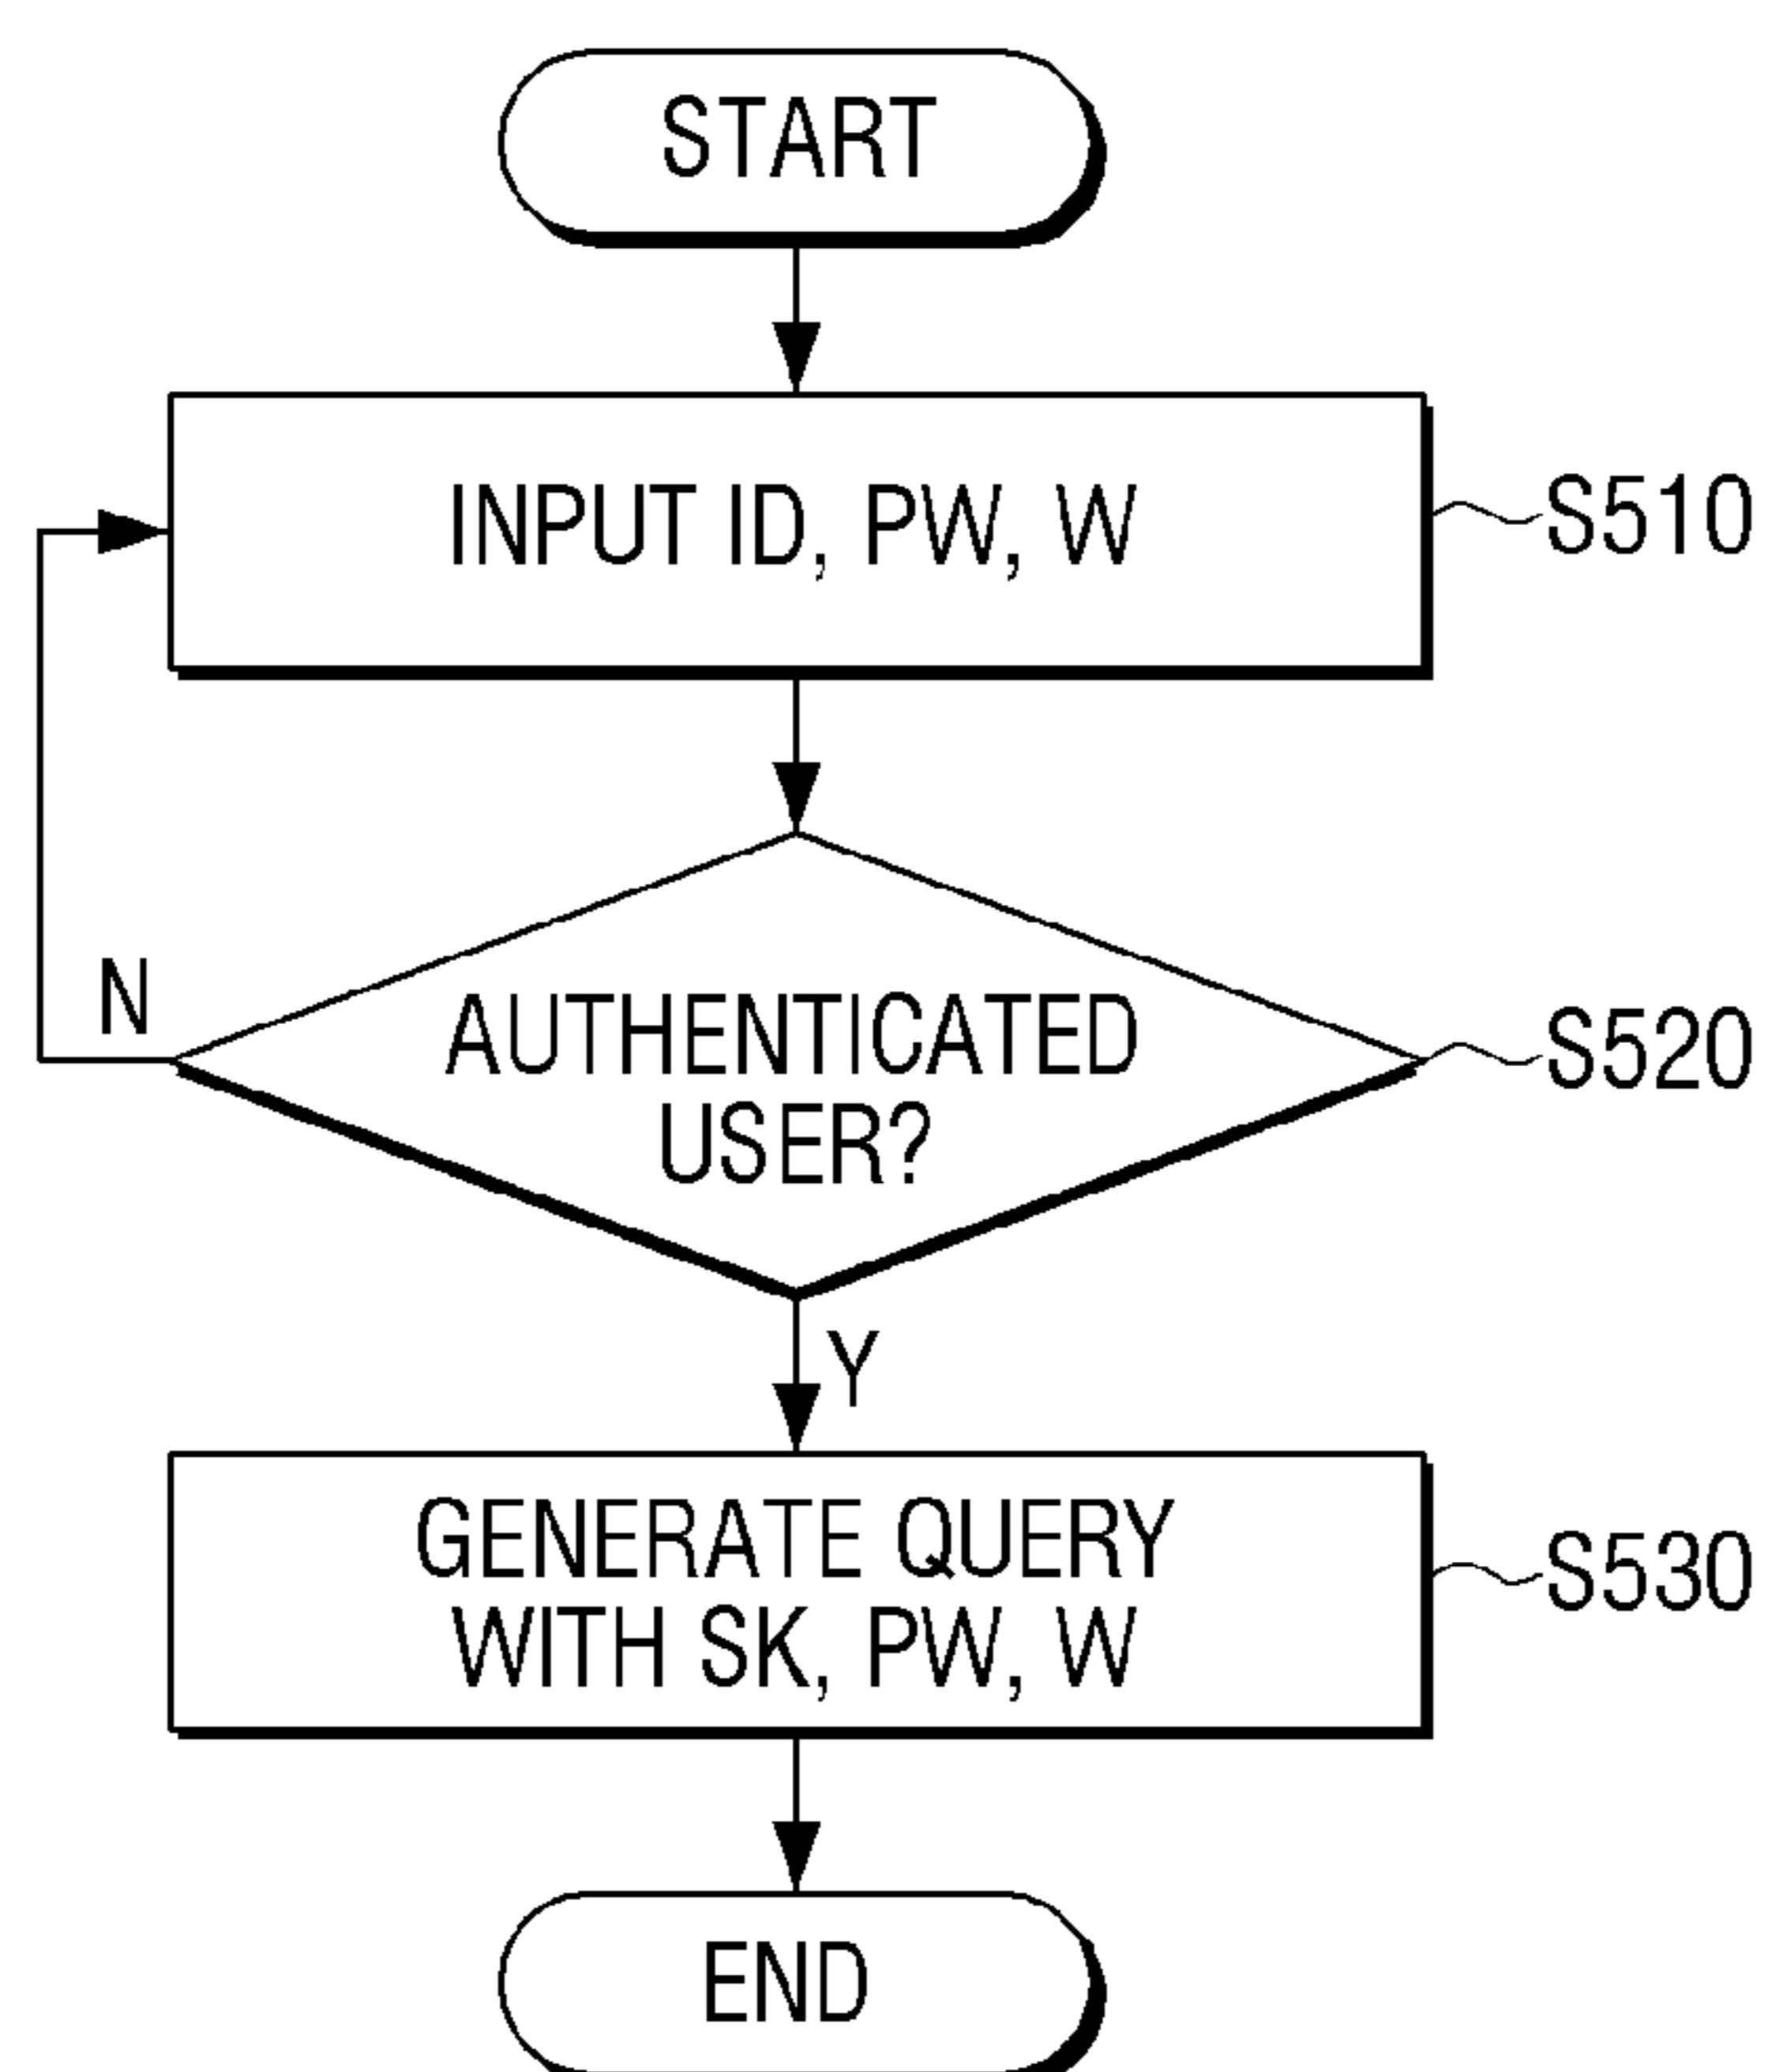 START
INPUT ID, PW, W
S510
N
AUTHENTICATED
USER?
S520
Y
GENERATE QUERY
WITH SK, PW, W
S530
END